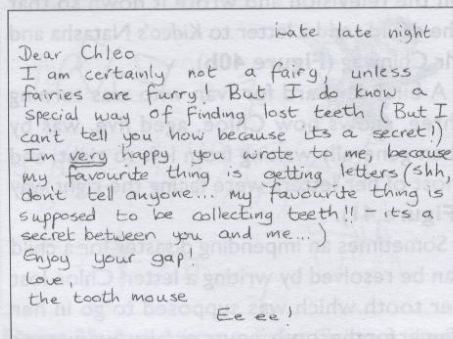 Late late night
Dear Chleo
I am certainly not a fairy, unless
fairies are furry! But I do know a
special way of finding lost teeth (But I
can't tell you how because its a secret!)
Im very happy you wrote to me, because
my favourite thing is getting letters (shh,
don't tell anyone... my favourite thing is
supposed to be collecting teeth!! - its a
secret between you and me...)
Enjoy your gap!
Love
the tooth mouse
Ee ee!